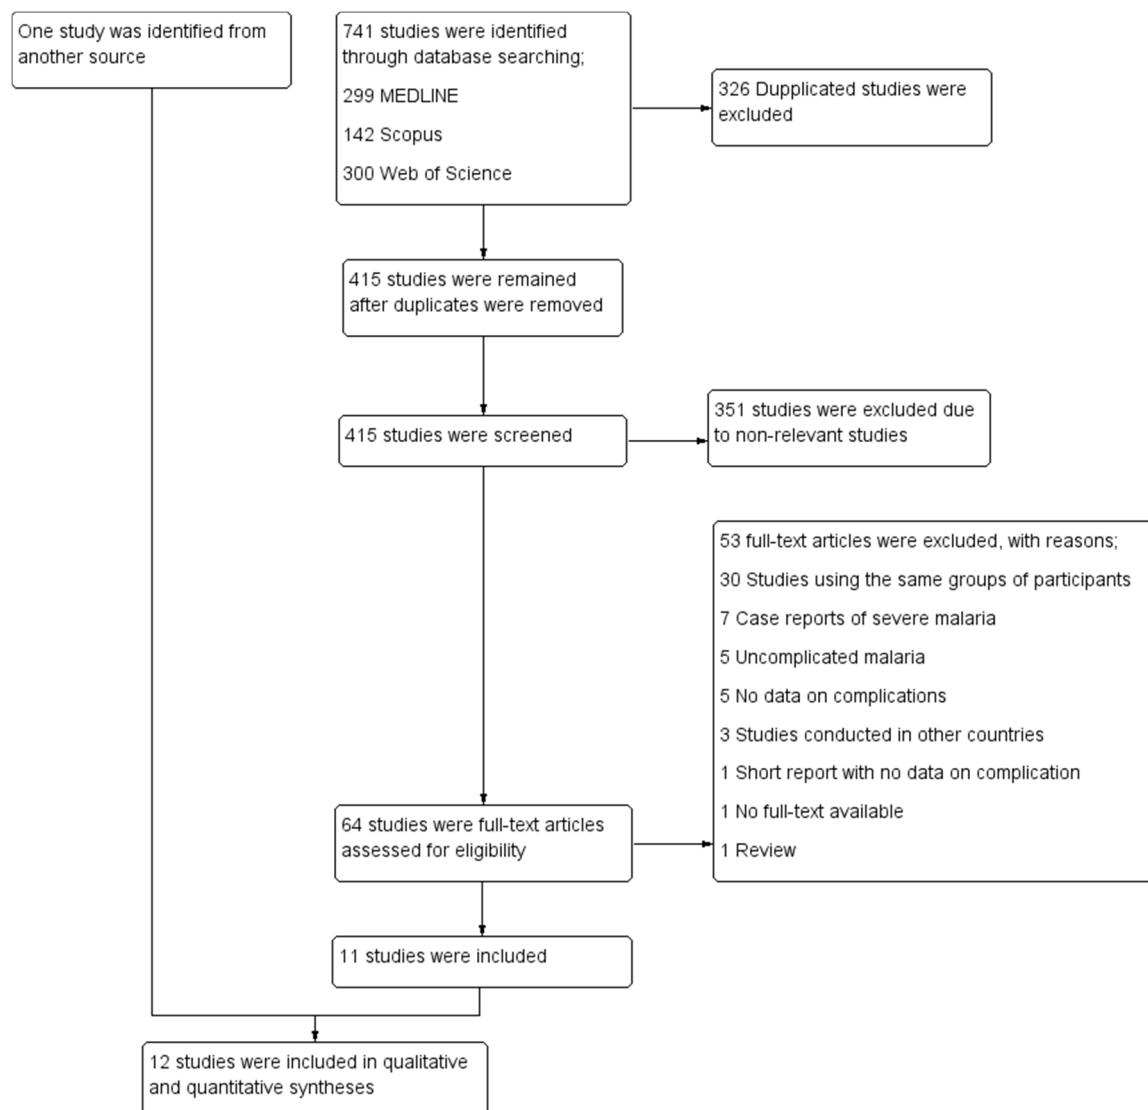 One study was identified from
another source
741 studies were identified
through database searching;
299 MEDLINE
142 Scopus
300 Web of Science
326 Dupplicated studies were
excluded
415 studies were remained
after duplicates were removed
415 studies were screened
351 studies were excluded due
to non-relevant studies
53 full-text articles were excluded, with reasons;
30 Studies using the same groups of participants
7 Case reports of severe malaria
5 Uncomplicated malaria
5 No data on complications
3 Studies conducted in other countries
1 Short report with no data on complication
1 No full-text available
1 Review
64 studies were full-text articles
assessed for eligibility
11 studies were included
12 studies were included in qualitative
and quantitative syntheses